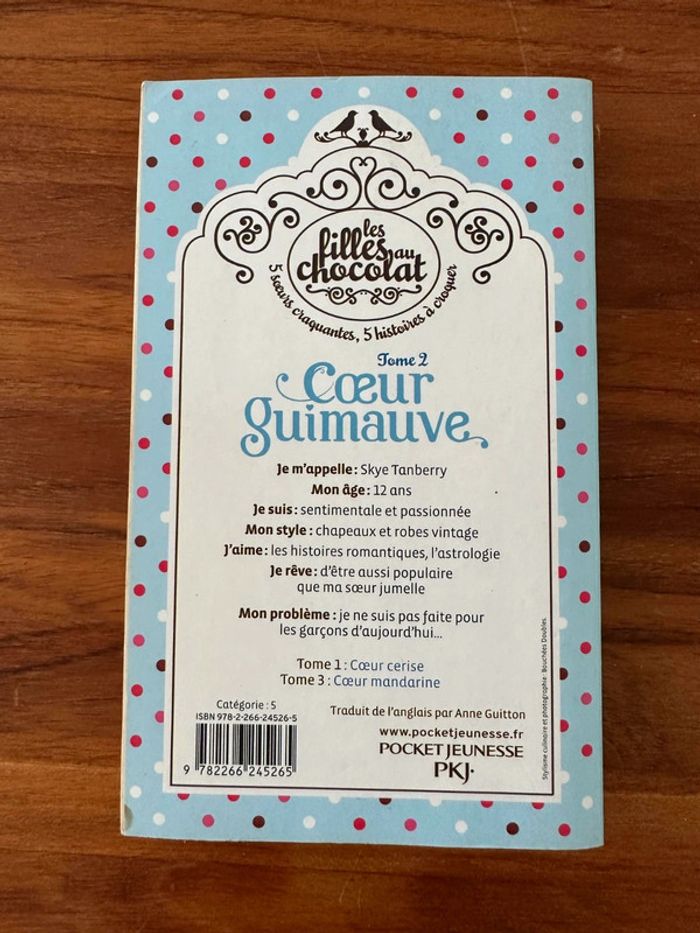 les
filles au
chocolat
5 sœurs craquantes, 5 histoires à croquer
Tome 2
Cœur
guimauve
Je m'appelle : Skye Tanberry
Mon âge : 12 ans
Je suis : sentimentale et passionnée
Mon style : chapeaux et robes vintage
J'aime : les histoires romantiques, l'astrologie
Je rêve : d'être aussi populaire
que ma sœur jumelle
Mon problème : je ne suis pas faite pour
les garçons d'aujourd'hui...
Tome 1 : Cœur cerise
Tome 3 : Cœur mandarine
Catégorie : 5
ISBN 978-2-266-24526-5
9 782266 245265
Traduit de l'anglais par Anne Guitton
www.pocketjeunesse.fr
POCKET JEUNESSE
PKJ·
Stylisme culinaire et photographie : Bouchées Doubles.